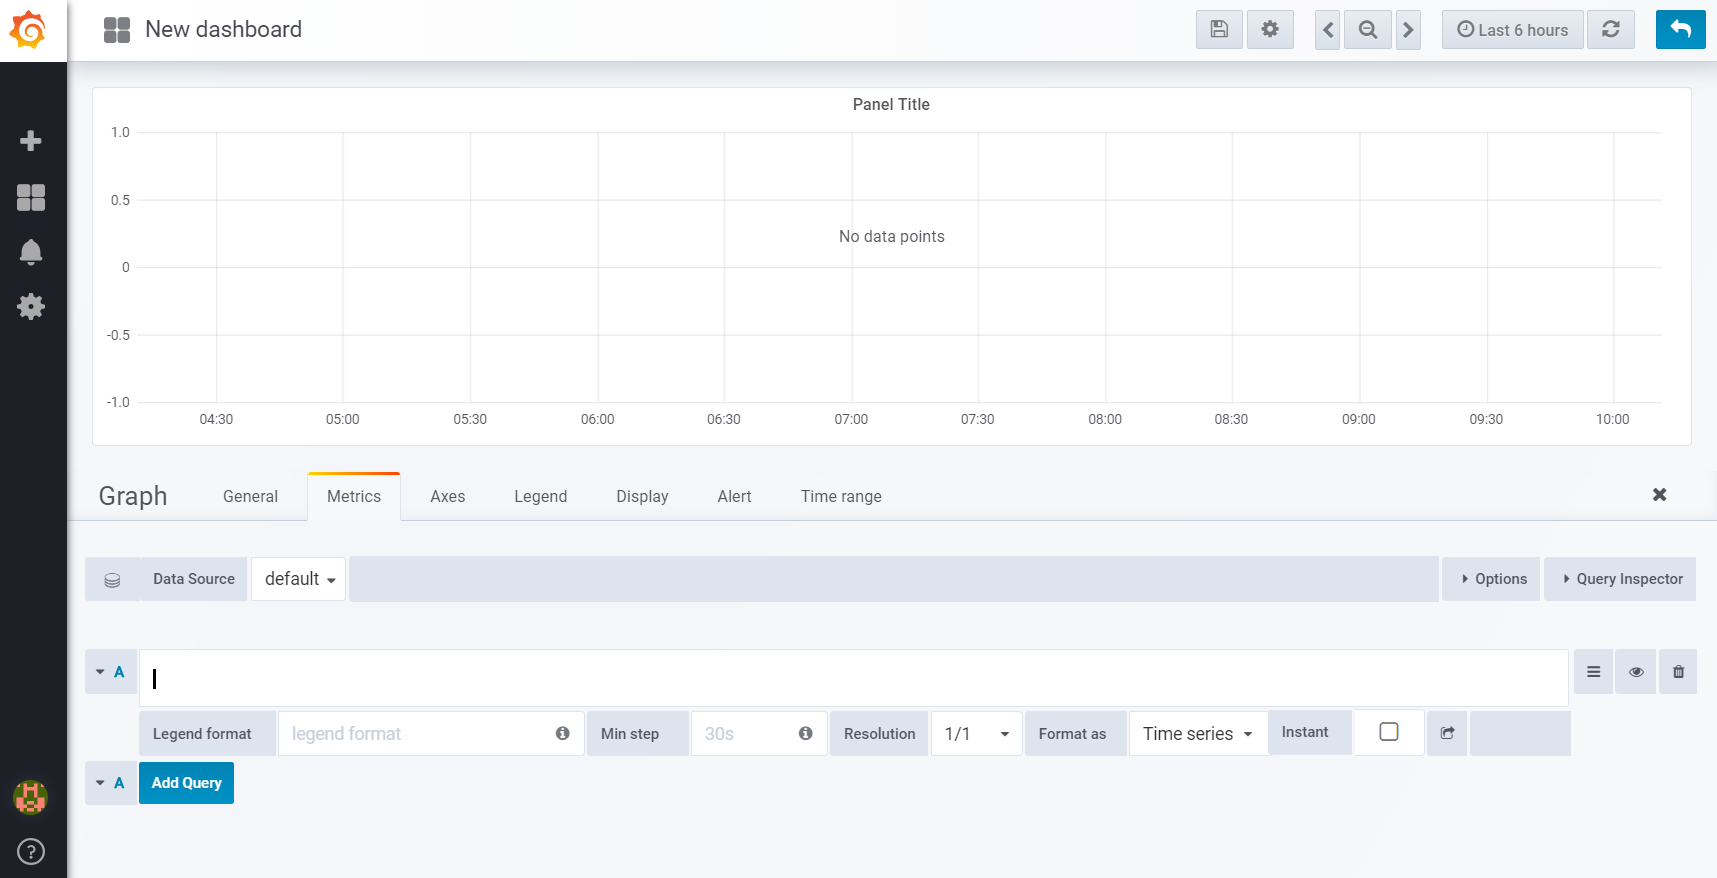 New dashboard
Last 6 hours
Panel Title
1.0
0.5
No data points
0
-0.5
-1.0
04:30 05:00 05:30 06:00 06:30 07:00 07:30 08:00 08:30 09:00 09:30 10:00
Graph General Metrics Axes Legend Display Alert Time range
Data Source default Options Query Inspector
A
Legend format legend format Min step 30s Resolution 1/1 Format as Time series Instant
A Add Query
?